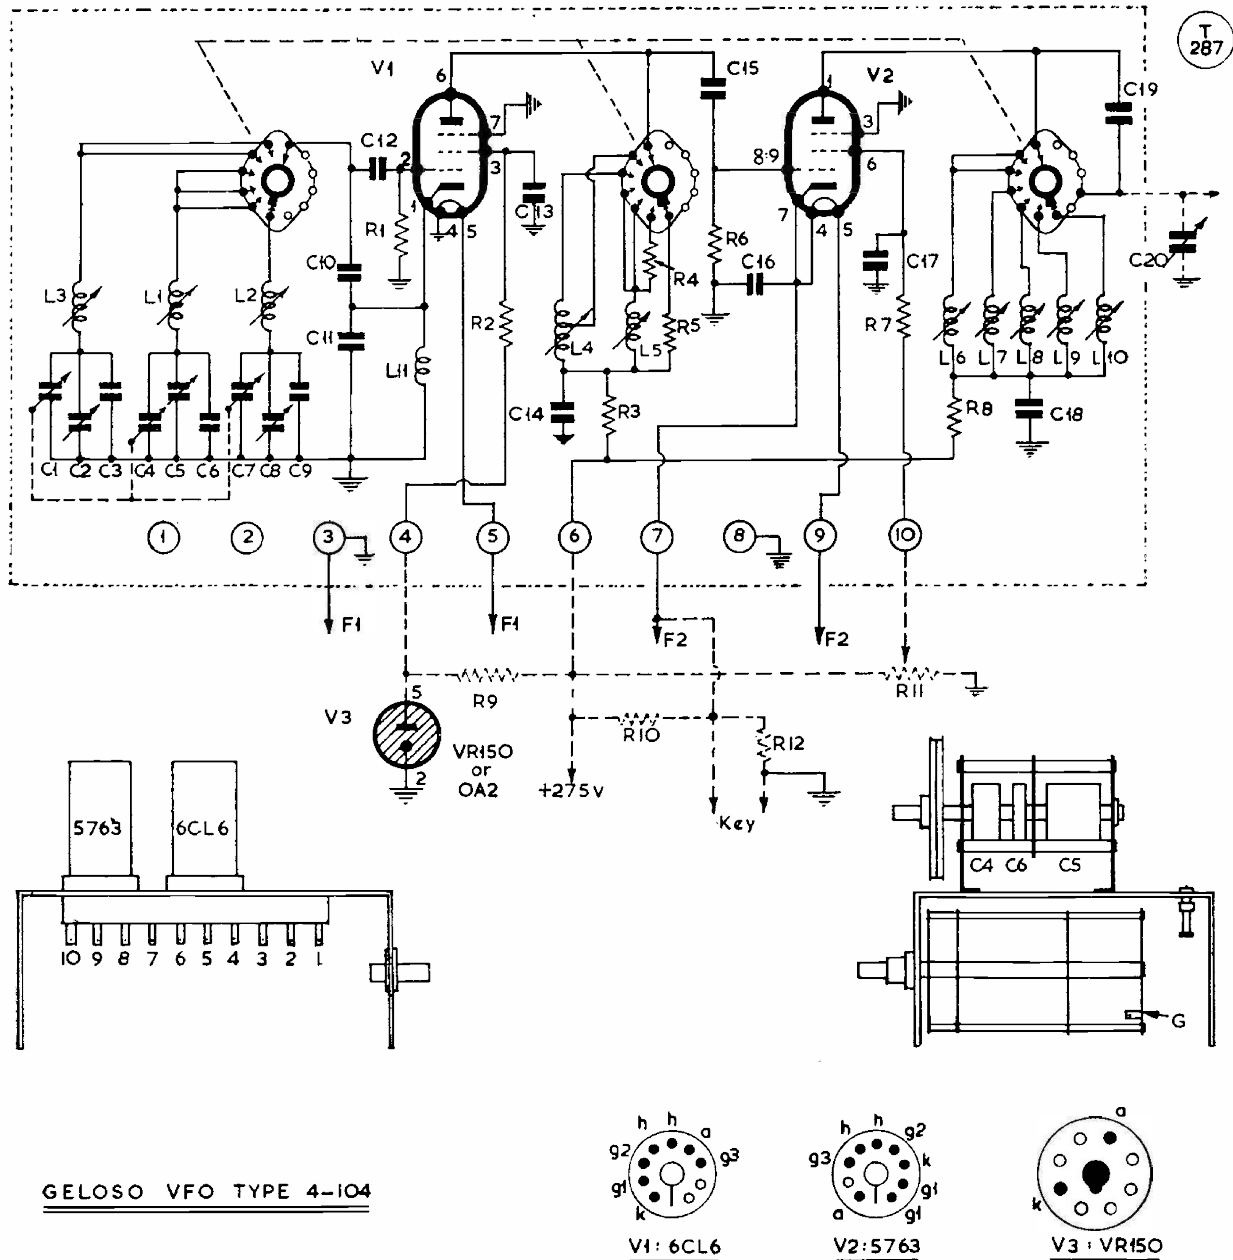 T
287
V1
6
7
3
2
1
4
5
C12
C13
R1
C10
C11
L11
R2
L3
L1
L2
C1
C2
C3
C4
C5
C6
C7
C8
C9
C15
R6
R4
L4
L5
R5
C14
R3
C16
V2
1
3
6
8:9
7
4
5
C17
R7
C19
C20
L6
L7
L8
L9
L10
R8
C18
1
2
3
4
5
6
7
8
9
10
F1
F1
F2
F2
R9
R11
V3
5
2
VR150
or
OA2
R10
R12
+275V
Key
5763
6CL6
10 9 8 7 6 5 4 3 2 1
C4 C6 C5
G
GELOSO VFO TYPE 4-104
h h
a
g2
g3
g1
k
V1: 6CL6
h h
g2
g3
k
g1
a
g1
V2:5763
a
k
V3: VR150